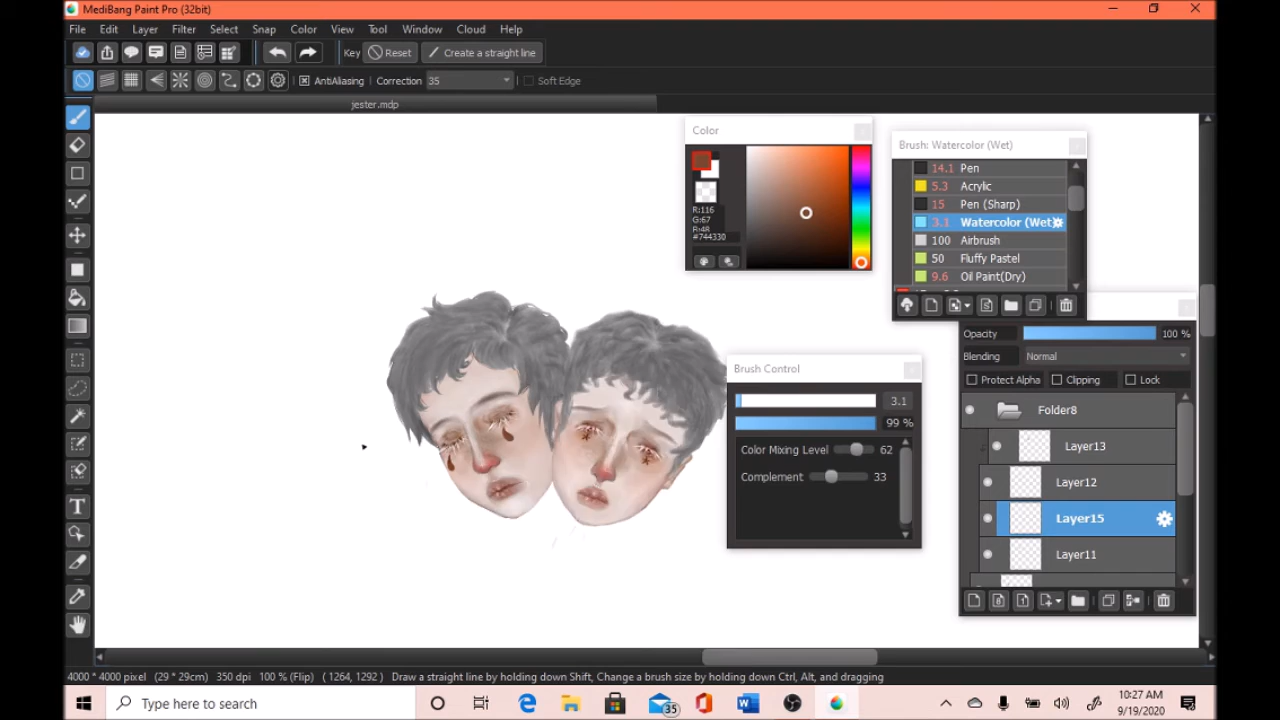 MediBang Paint Pro (32bit)
File Edit Layer Filter Select Snap Color View Tool Window Cloud Help
Key Reset Create a straight line
AntiAliasing Correction 35 Soft Edge
jester.mdp
Color
R:116
G:67
B:48
#744330
Brush: Watercolor (Wet)
14.1 Pen
5.3 Acrylic
15 Pen (Sharp)
3.1 Watercolor (Wet)
100 Airbrush
50 Fluffy Pastel
9.6 Oil Paint(Dry)
Opacity 100 %
Blending Normal
Protect Alpha Clipping Lock
Folder8
Layer13
Layer12
Layer15
Layer11
Brush Control
3.1
99 %
Color Mixing Level 62
Complement 33
4000 * 4000 pixel (29 * 29cm) 350 dpi 100 % (Flip) ( 1264, 1292 ) Draw a straight line by holding down Shift, Change a brush size by holding down Ctrl, Alt, and dragging
Type here to search
35
10:27 AM
9/19/2020